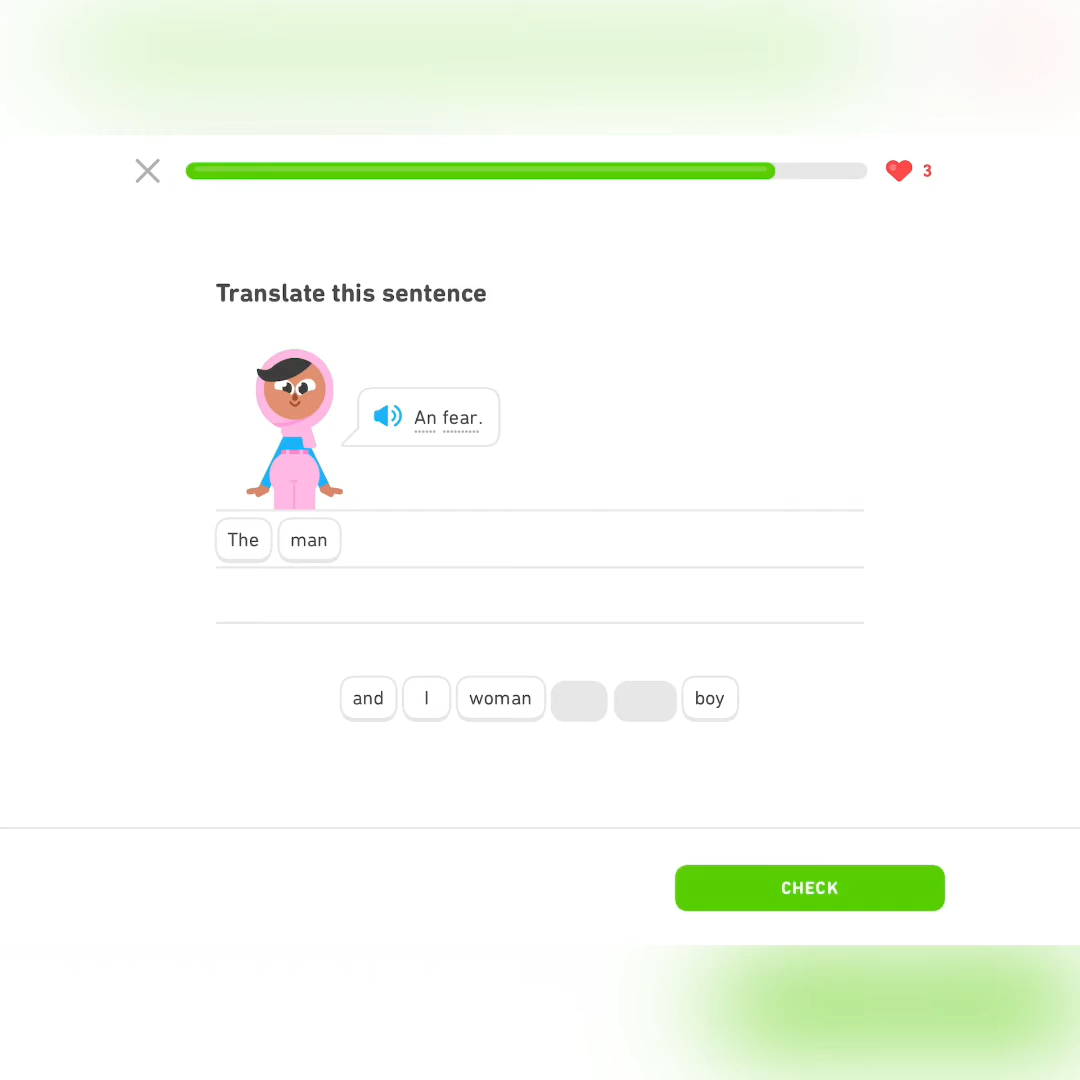 3
Translate this sentence
An fear.
The man
and I woman boy
CHECK